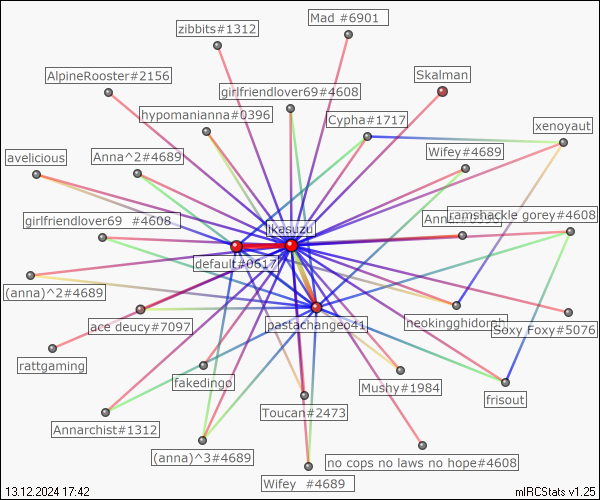 Mad #6901
zibbits#1312
Skalman
AlpineRooster#2156
girlfriendlover69#4608
hypomanianna#0396
Cypha#1717
xenoyaut
avelicious
Anna^2#4689
Wifey#4689
girlfriendlover69 #4608
ramshackle gorey#4608
ikesuzu
default#0617
(anna)^2#4689
pastachangeo41
neokingghidorah
ace deucy#7097
Soxy Foxy#5076
rattgaming
fakedingo
Mushy#1984
frisout
Toucan#2473
Annarchist#1312
(anna)^3#4689
no cops no laws no hope#4608
Wifey #4689
13.12.2024 17:42
mIRCStats v1.25